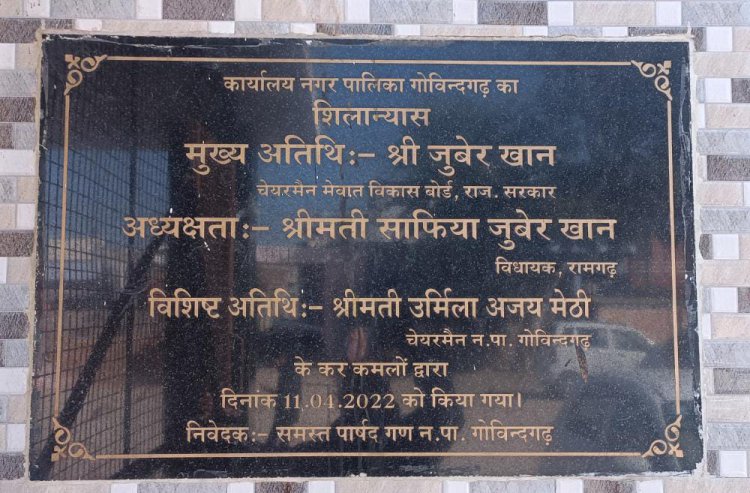 कार्यालय नगर पालिका गोविन्दगढ़ का
शिलान्यास
मुख्य अतिथि:– श्री जुबेर खान
चेयरमैन मेवात विकास बोर्ड, राज. सरकार
अध्यक्षता:– श्रीमती साफिया जुबेर खान
विधायक, रामगढ़
विशिष्ट अतिथि:– श्रीमती उर्मिला अजय मेठी
चेयरमैन न.पा. गोविन्दगढ़
के कर कमलों द्वारा
दिनांक 11.04.2022 को किया गया।
निवेदक:– समस्त पार्षद गण न.पा. गोविन्दगढ़